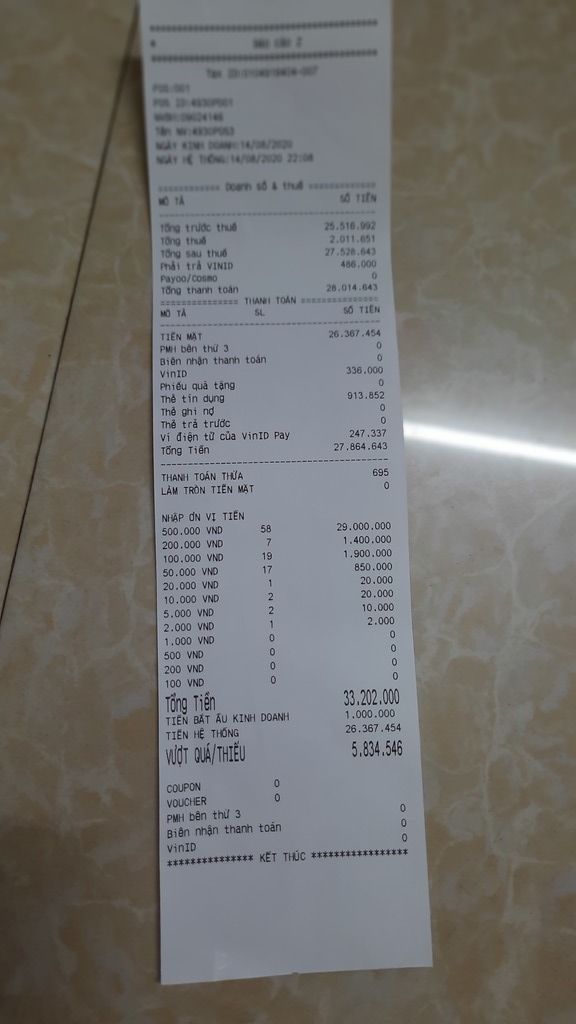 ********************************
* Báo cáo Z
********************************
POS:001
POS ID:4930P001
NVBH:09024149
Tên NV:4930POS3
NGÀY KINH DOANH:14/08/2020
NGÀY HỆ THỐNG:14/08/2020 22:08
============ Doanh số & thuế =============
MÔ TẢ SỐ TIỀN
Tổng trước thuế 25.516.992
Tổng thuế 2.011.651
Tổng sau thuế 27.528.643
Phải trả VINID 486.000
Payoo/Cosmo 0
Tổng thanh toán 28.014.643
=============== THANH TOÁN ===============
MÔ TẢ SL SỐ TIỀN
TIỀN MẶT 26.367.454
PMH bên thứ 3 0
Biên nhận thanh toán 0
VinID 336.000
Phiếu quà tặng 0
Thẻ tín dụng 913.852
Thẻ ghi nợ 0
Thẻ trả trước 0
Ví điện tử của VinID Pay 247.337
Tổng Tiền 27.864.643
THANH TOÁN THỪA 695
LÀM TRÒN TIỀN MẶT 0
NHẬP ƠN VỊ TIỀN
500.000 VND 58 29.000.000
200.000 VND 7 1.400.000
100.000 VND 19 1.900.000
50.000 VND 17 850.000
20.000 VND 1 20.000
10.000 VND 2 20.000
5.000 VND 2 10.000
2.000 VND 1 2.000
1.000 VND 0 0
500 VND 0 0
200 VND 0 0
100 VND 0 0
Tổng Tiền 33.202.000
TIỀN BẮT ẦU KINH DOANH 1.000.000
TIỀN HỆ THỐNG 26.367.454
VƯỢT QUÁ/THIẾU 5.834.546
COUPON 0
VOUCHER 0
PMH bên thứ 3 0
Biên nhận thanh toán 0
VinID 0
*************** KẾT THÚC *****************